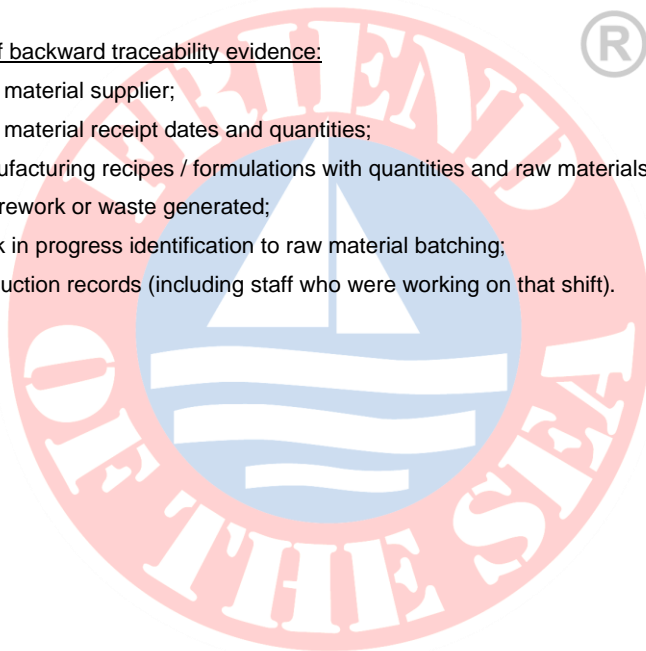 f backward traceability evidence:
material supplier;
material receipt dates and quantities;
ufacturing recipes / formulations with quantities and raw materials
rework or waste generated;
k in progress identification to raw material batching;
uction records (including staff who were working on that shift).
FRIEND
OF THE SEA
®